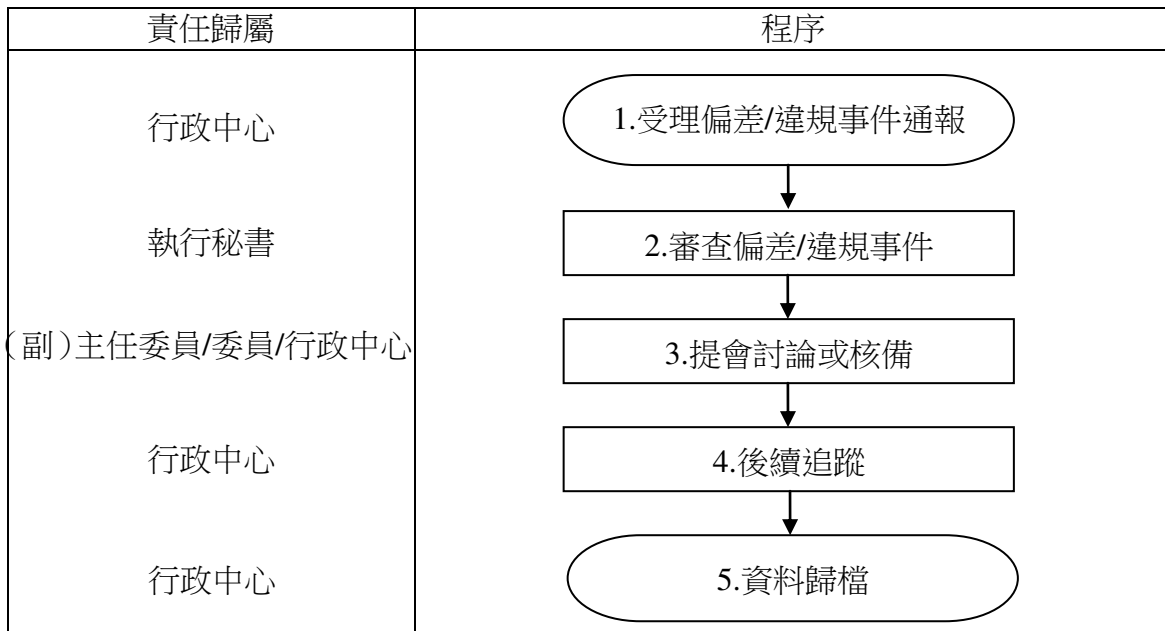 責任歸屬 程序
行政中心 1.受理偏差/違規事件通報
執行秘書 2.審查偏差/違規事件
（副）主任委員/委員/行政中心 3.提會討論或核備
行政中心 4.後續追蹤
行政中心 5.資料歸檔